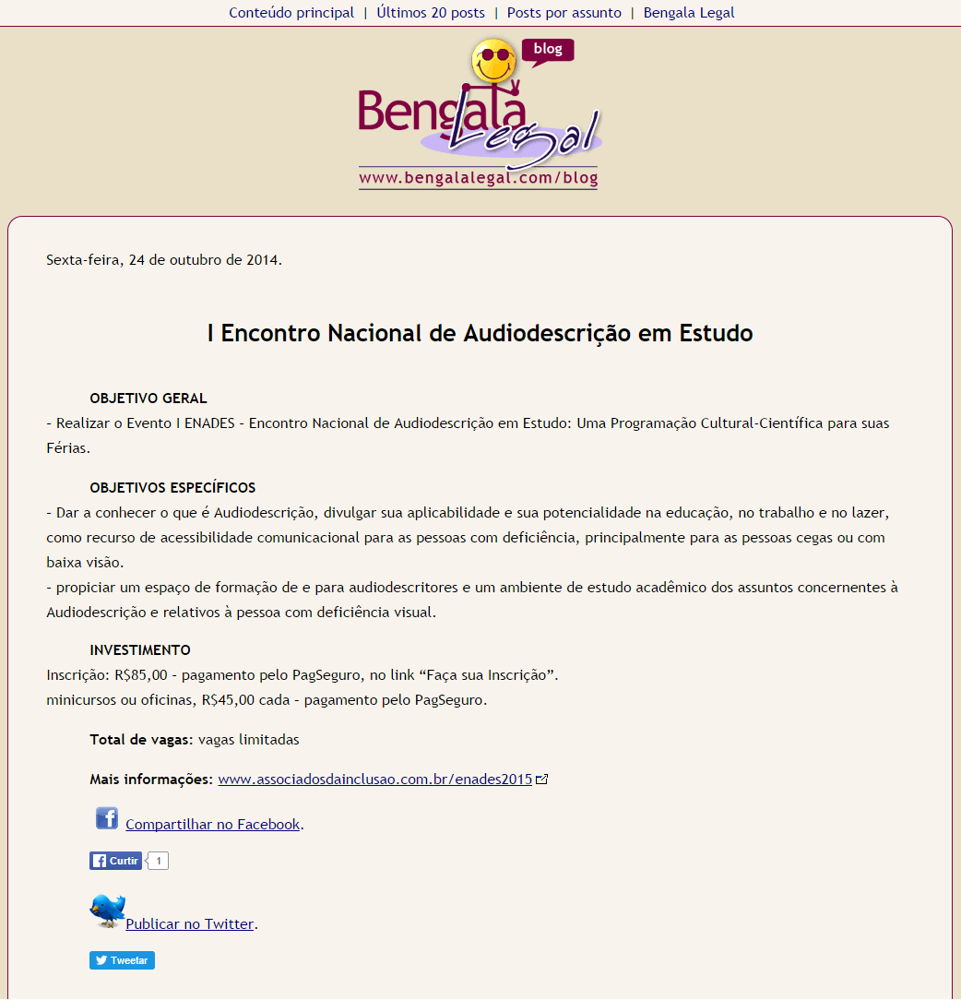 Conteúdo principal | Últimos 20 posts | Posts por assunto | Bengala Legal
blog
Bengala
Legal
www.bengalalegal.com/blog
Sexta-feira, 24 de outubro de 2014.
I Encontro Nacional de Audiodescrição em Estudo
OBJETIVO GERAL
– Realizar o Evento I ENADES – Encontro Nacional de Audiodescrição em Estudo: Uma Programação Cultural-Científica para suas
Férias.
OBJETIVOS ESPECÍFICOS
– Dar a conhecer o que é Audiodescrição, divulgar sua aplicabilidade e sua potencialidade na educação, no trabalho e no lazer,
como recurso de acessibilidade comunicacional para as pessoas com deficiência, principalmente para as pessoas cegas ou com
baixa visão.
– propiciar um espaço de formação de e para audiodescritores e um ambiente de estudo acadêmico dos assuntos concernentes à
Audiodescrição e relativos à pessoa com deficiência visual.
INVESTIMENTO
Inscrição: R$85,00 – pagamento pelo PagSeguro, no link “Faça sua Inscrição”.
minicursos ou oficinas, R$45,00 cada – pagamento pelo PagSeguro.
Total de vagas: vagas limitadas
Mais informações: www.associadosdainclusao.com.br/enades2015
Compartilhar no Facebook.
Curtir 1
Publicar no Twitter.
Tweetar